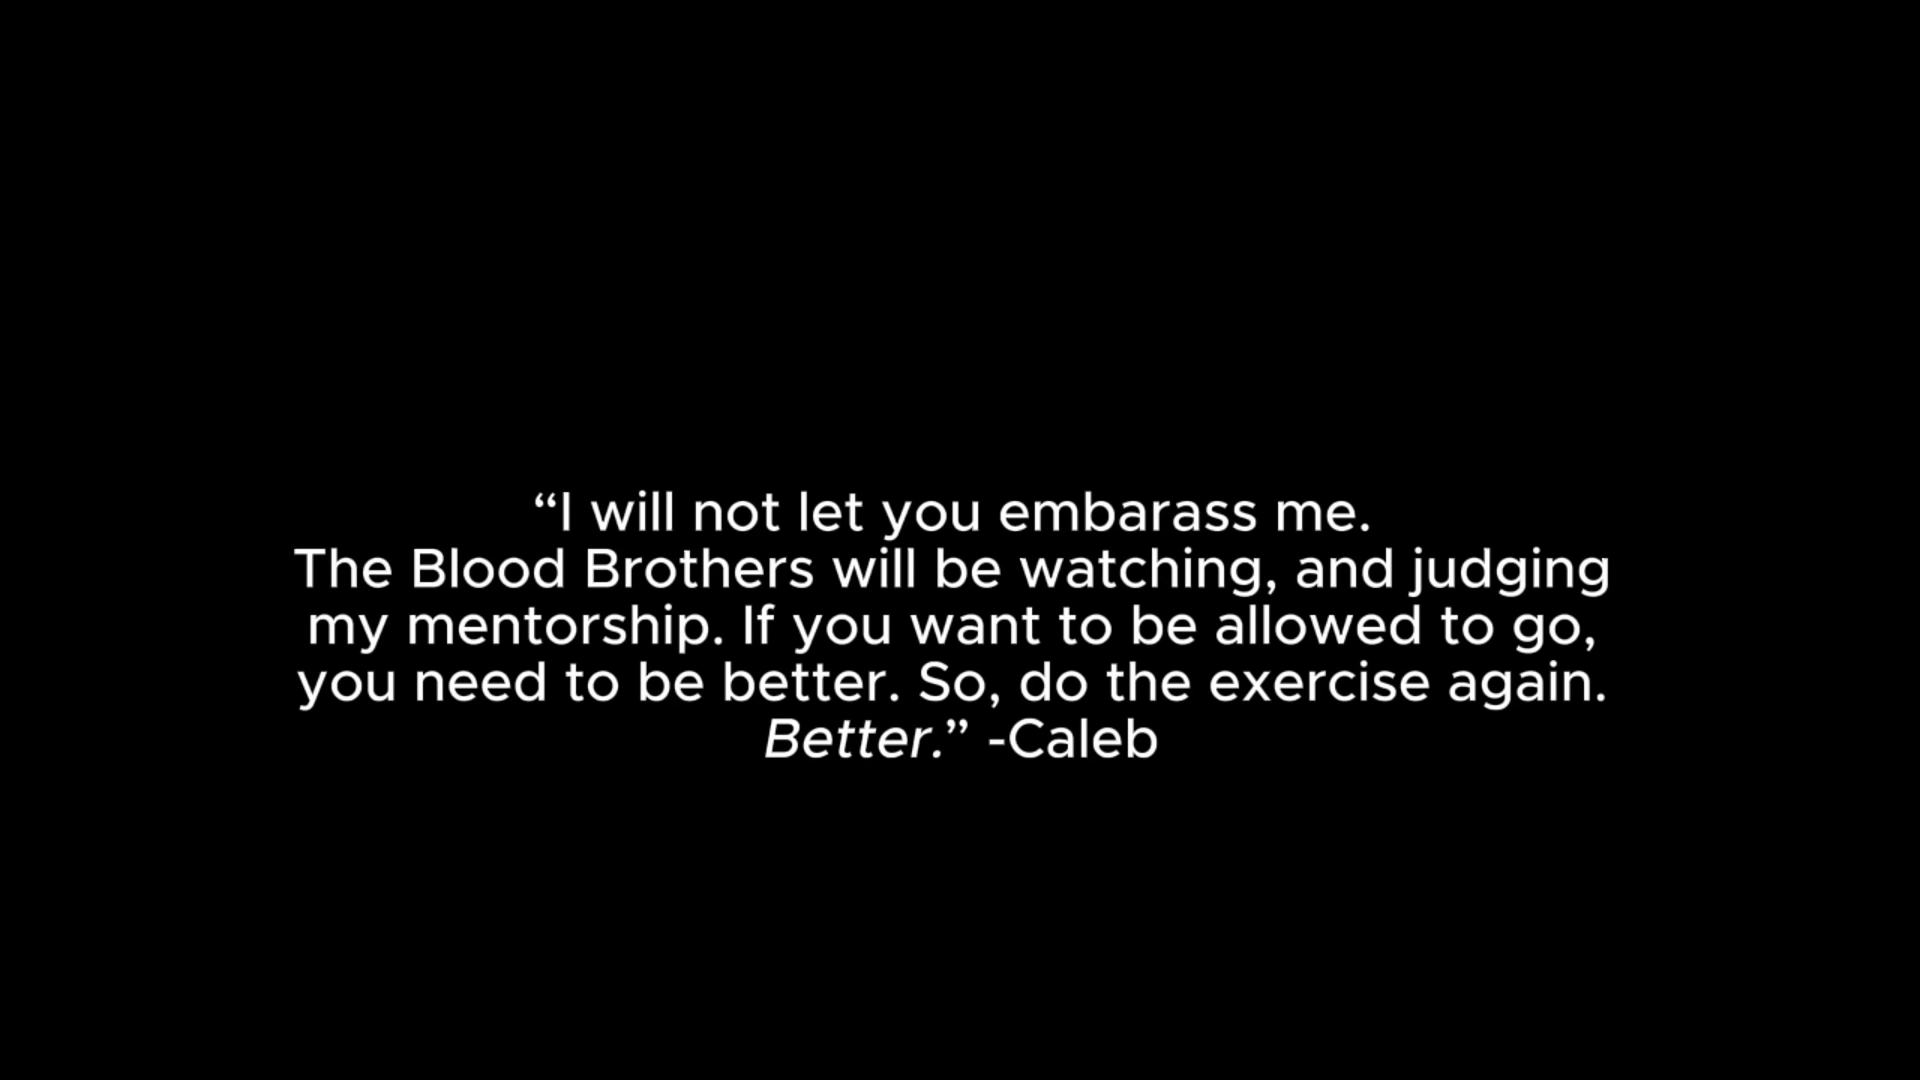 “I will not let you embarass me.
The Blood Brothers will be watching, and judging
my mentorship. If you want to be allowed to go,
you need to be better. So, do the exercise again.
Better.” -Caleb